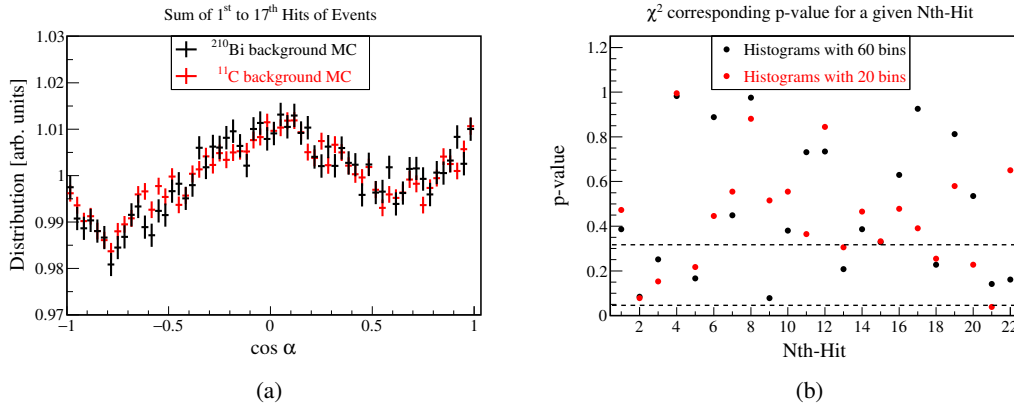 Sum of 1st to 17th Hits of Events
1.03
1.02
1.01
1
0.99
0.98
0.97
Distribution [arb. units]
210Bi background MC
11C background MC
−1
−0.5
0
0.5
1
cos α
(a)
χ2 corresponding p-value for a given Nth-Hit
1.2
1
0.8
0.6
0.4
0.2
0
p-value
Histograms with 60 bins
Histograms with 20 bins
2 4 6 8 10 12 14 16 18 20 22
Nth-Hit
(b)